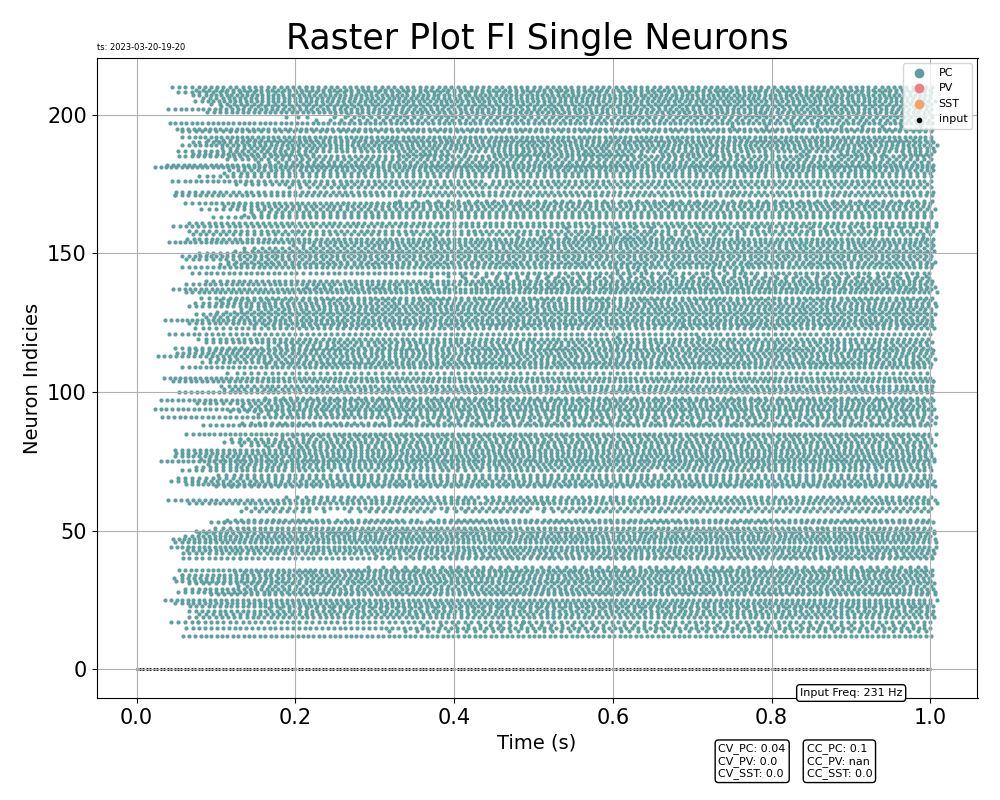 Raster Plot FI Single Neurons
ts: 2023-03-20-19-20
PC
PV
SST
input
200
150
100
50
0
Neuron Indicies
0.0 0.2 0.4 0.6 0.8 1.0
Time (s)
Input Freq: 231 Hz
CV_PC: 0.04
CV_PV: 0.0
CV_SST: 0.0
CC_PC: 0.1
CC_PV: nan
CC_SST: 0.0